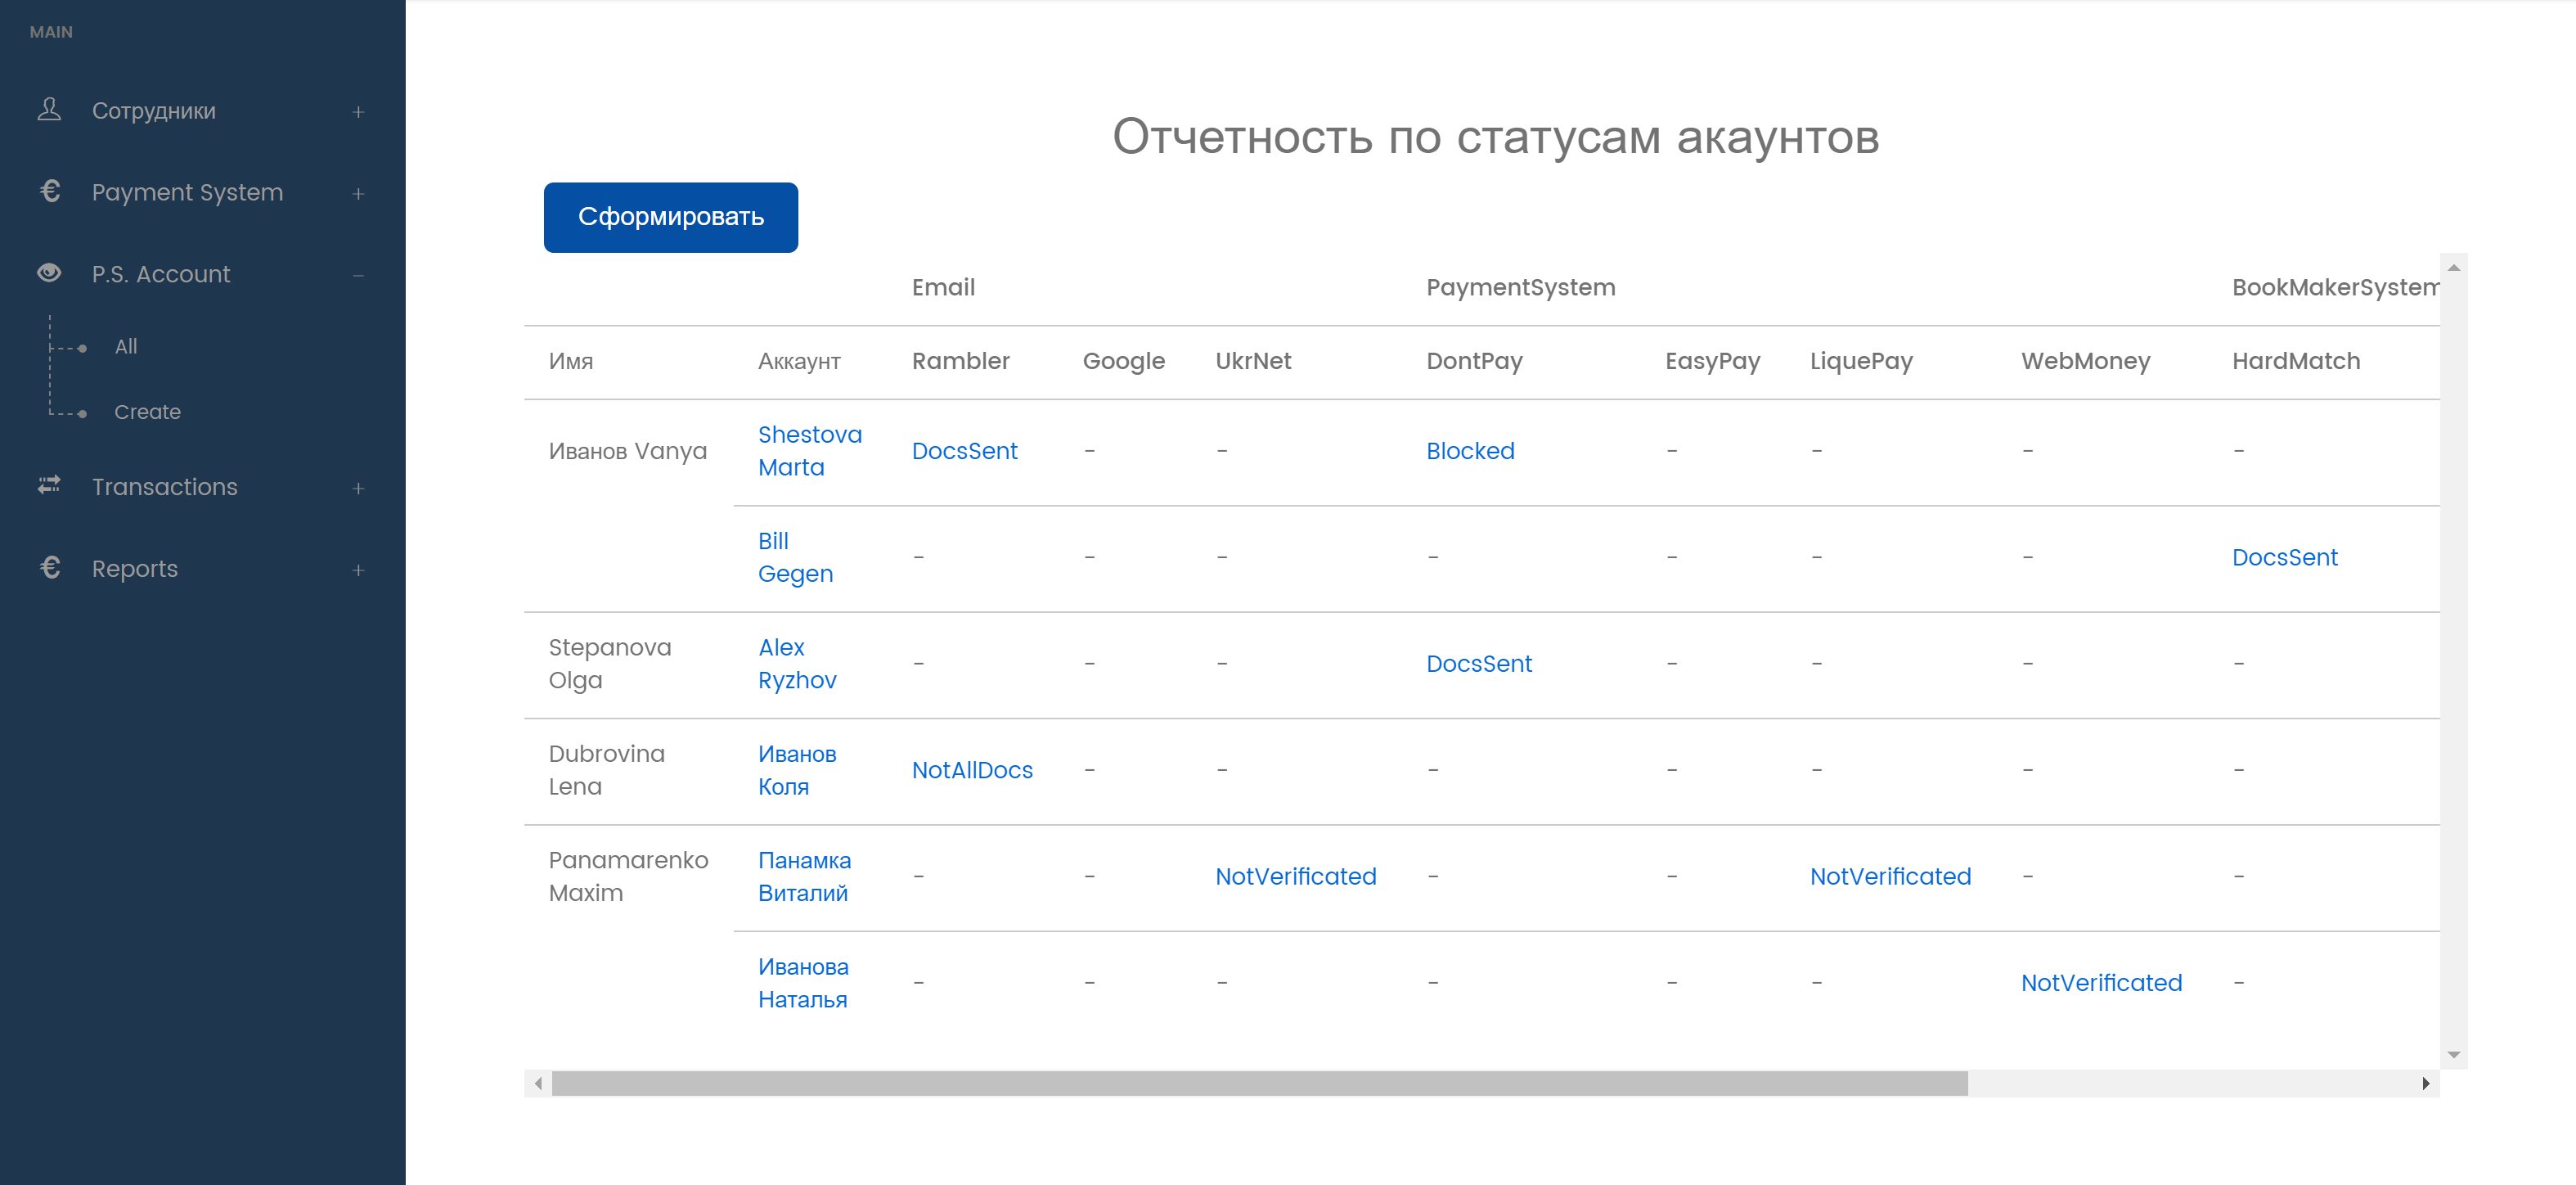 MAIN
Сотрудники +
Payment System +
P.S. Account −
All
Create
Transactions +
Reports +
Отчетность по статусам акаунтов
Сформировать
Email PaymentSystem BookMakerSystem
Имя Аккаунт Rambler Google UkrNet DontPay EasyPay LiquePay WebMoney HardMatch
Иванов Vanya Shestova Marta DocsSent - - Blocked - - - -
Bill Gegen - - - - - - - DocsSent
Stepanova Olga Alex Ryzhov - - - DocsSent - - - -
Dubrovina Lena Иванов Коля NotAllDocs - - - - - - -
Panamarenko Maxim Панамка Виталий - - NotVerificated - - NotVerificated - -
Иванова Наталья - - - - - - NotVerificated -